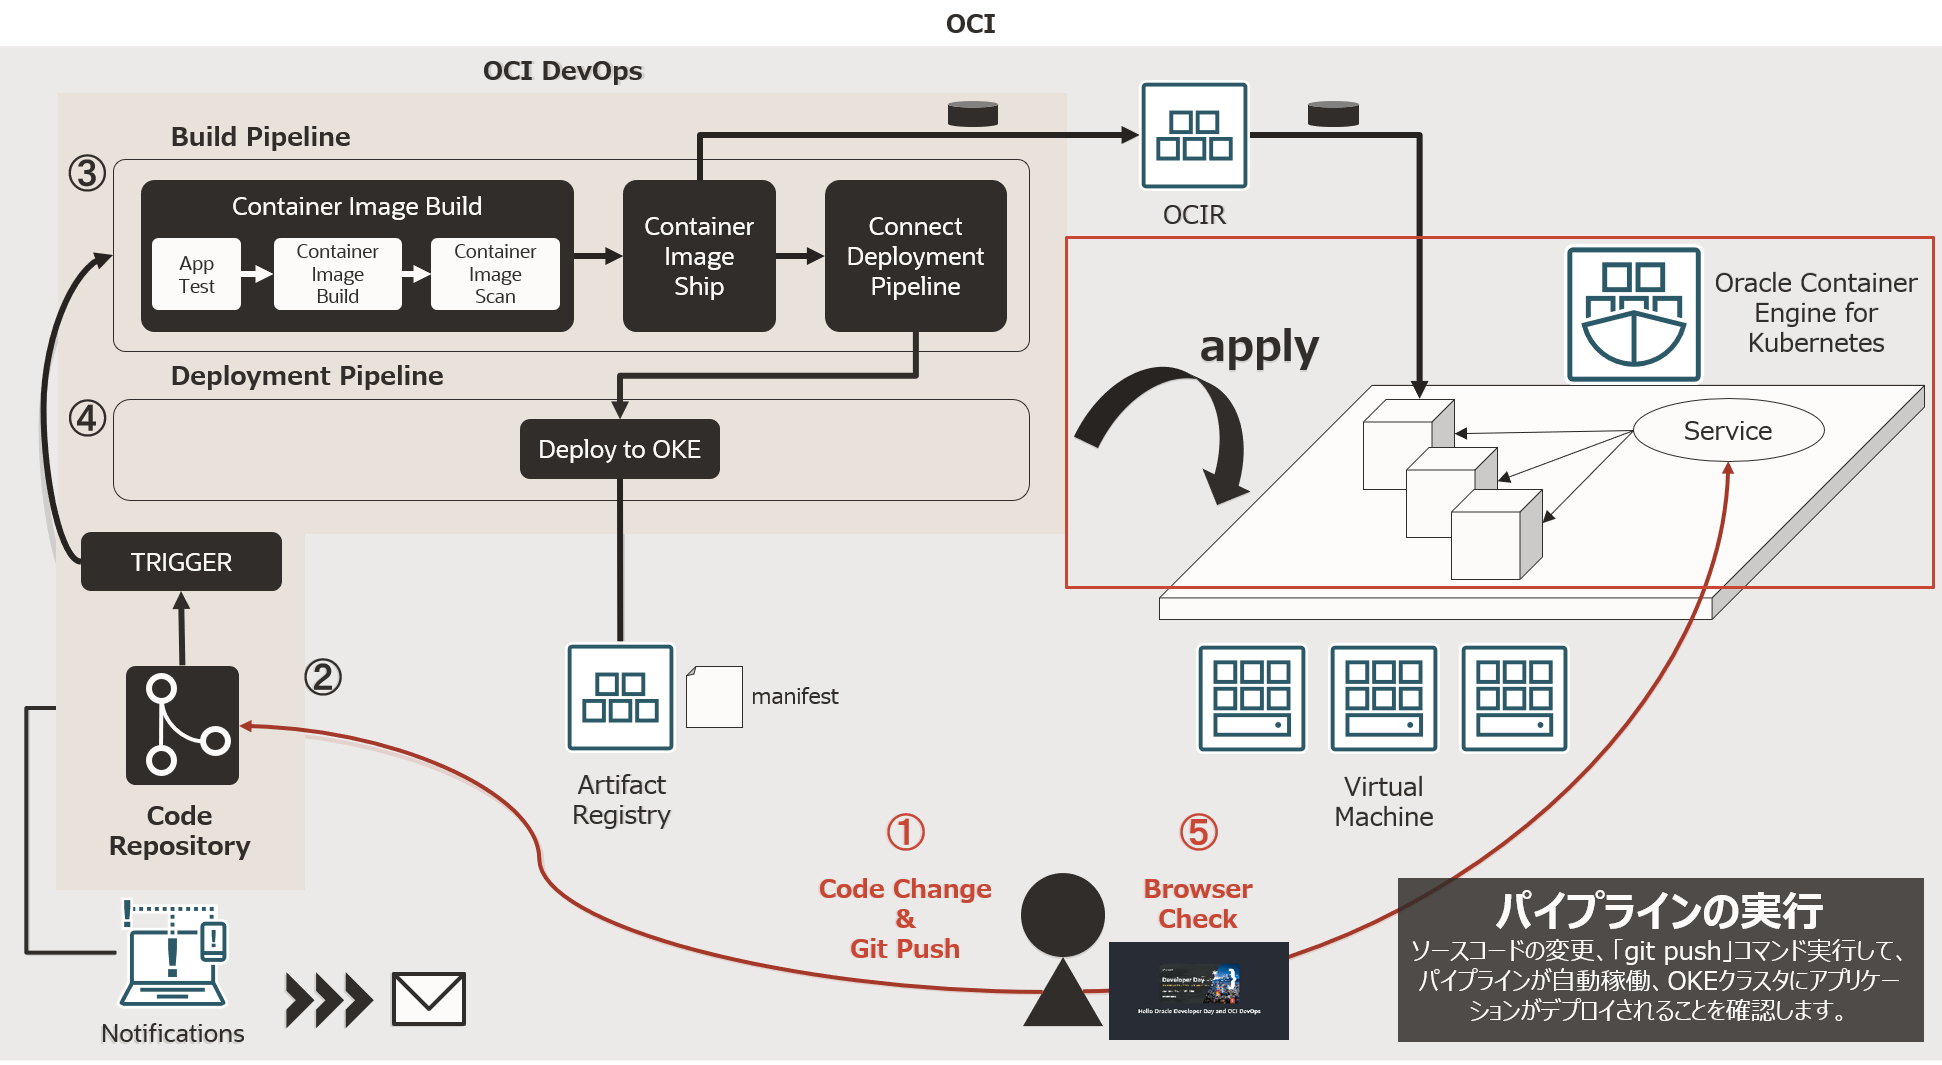 OCI
OCI DevOps
Build Pipeline
③
Container Image Build
App
Test
Container
Image
Build
Container
Image
Scan
Container
Image
Ship
Connect
Deployment
Pipeline
OCIR
Oracle Container
Engine for
Kubernetes
apply
Deployment Pipeline
④
Deploy to OKE
Service
TRIGGER
②
Code
Repository
manifest
Artifact
Registry
Virtual
Machine
①
Code Change
&
Git Push
⑤
Browser
Check
Developer Day
Hello Oracle Developer Day and OCI DevOps
Notifications
パイプラインの実行
ソースコードの変更、「git push」コマンド実行して、
パイプラインが自動稼働、OKEクラスタにアプリケー
ションがデプロイされることを確認します。